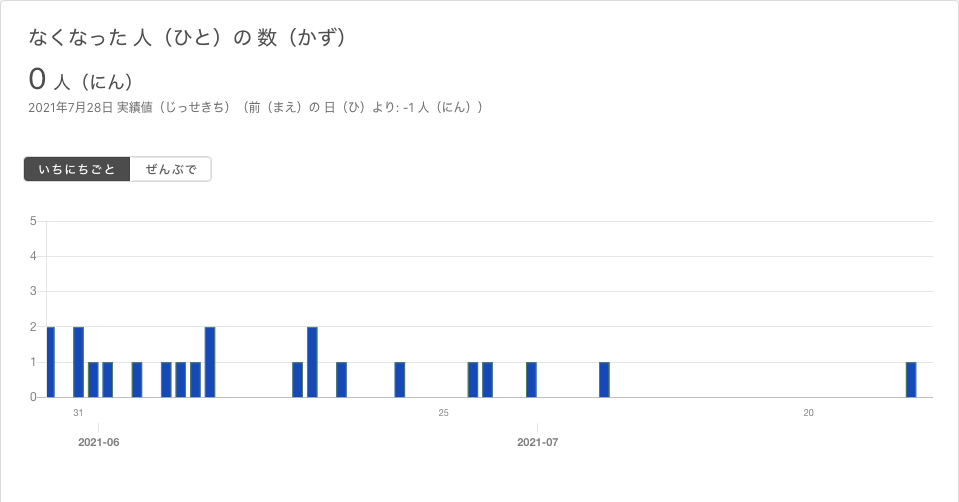 なくなった 人（ひと）の 数（かず）
0 人（にん）
2021年7月28日 実績値（じっせきち）（前（まえ）の 日（ひ）より: -1 人（にん））
いちにちごと ぜんぶで
5
4
3
2
1
0
31 25 20
2021-06 2021-07